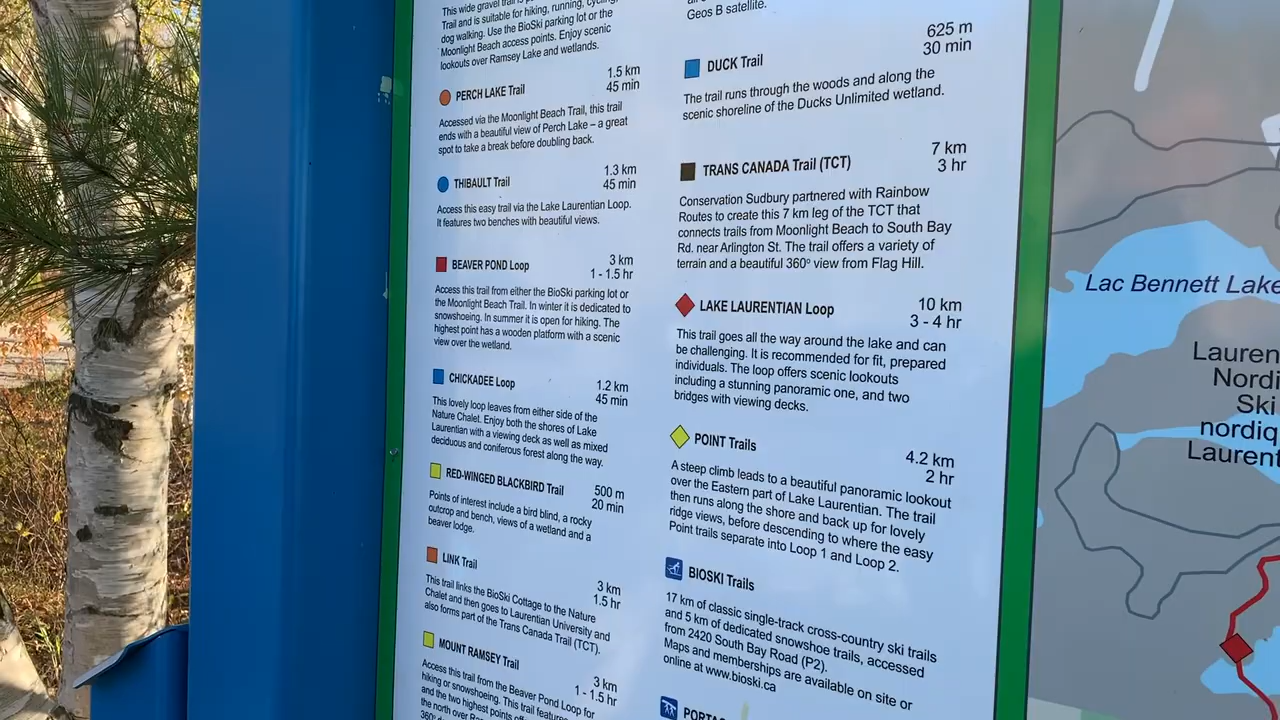 This wide gravel trail is
Trail and is suitable for hiking, running, cycling,
dog walking. Use the BioSki parking lot or the
Moonlight Beach access points. Enjoy scenic
lookouts over Ramsey Lake and wetlands.
PERCH LAKE Trail
1.5 km
45 min
Accessed via the Moonlight Beach Trail, this trail
ends with a beautiful view of Perch Lake – a great
spot to take a break before doubling back.
THIBAULT Trail
1.3 km
45 min
Access this easy trail via the Lake Laurentian Loop.
It features two benches with beautiful views.
BEAVER POND Loop
3 km
1 - 1.5 hr
Access this trail from either the BioSki parking lot or
the Moonlight Beach Trail. In winter it is dedicated to
snowshoeing. In summer it is open for hiking. The
highest point has a wooden platform with a scenic
view over the wetland.
CHICKADEE Loop
1.2 km
45 min
This lovely loop leaves from either side of the
Nature Chalet. Enjoy both the shores of Lake
Laurentian with a viewing deck as well as mixed
deciduous and coniferous forest along the way.
RED-WINGED BLACKBIRD Trail
500 m
20 min
Points of interest include a bird blind, a rocky
outcrop and bench, views of a wetland and a
beaver lodge.
LINK Trail
3 km
1.5 hr
This trail links the BioSki Cottage to the Nature
Chalet and then goes to Laurentian University and
also forms part of the Trans Canada Trail (TCT).
MOUNT RAMSEY Trail
3 km
1 - 1.5 hr
Access this trail from the Beaver Pond Loop for
hiking or snowshoeing. This trail features
and the two highest points
the north over
360°
Geos B satellite.
625 m
30 min
DUCK Trail
The trail runs through the woods and along the
scenic shoreline of the Ducks Unlimited wetland.
TRANS CANADA Trail (TCT)
7 km
3 hr
Conservation Sudbury partnered with Rainbow
Routes to create this 7 km leg of the TCT that
connects trails from Moonlight Beach to South Bay
Rd. near Arlington St. The trail offers a variety of
terrain and a beautiful 360° view from Flag Hill.
LAKE LAURENTIAN Loop
10 km
3 - 4 hr
This trail goes all the way around the lake and can
be challenging. It is recommended for fit, prepared
individuals. The loop offers scenic lookouts
including a stunning panoramic one, and two
bridges with viewing decks.
POINT Trails
4.2 km
2 hr
A steep climb leads to a beautiful panoramic lookout
over the Eastern part of Lake Laurentian. The trail
then runs along the shore and back up for lovely
ridge views, before descending to where the easy
Point trails separate into Loop 1 and Loop 2.
BIOSKI Trails
17 km of classic single-track cross-country ski trails
and 5 km of dedicated snowshoe trails, accessed
from 2420 South Bay Road (P2).
Maps and memberships are available on site or
online at www.bioski.ca
Lac Bennett Lake
Lauren
Nordi
Ski
nordiq
Laurent